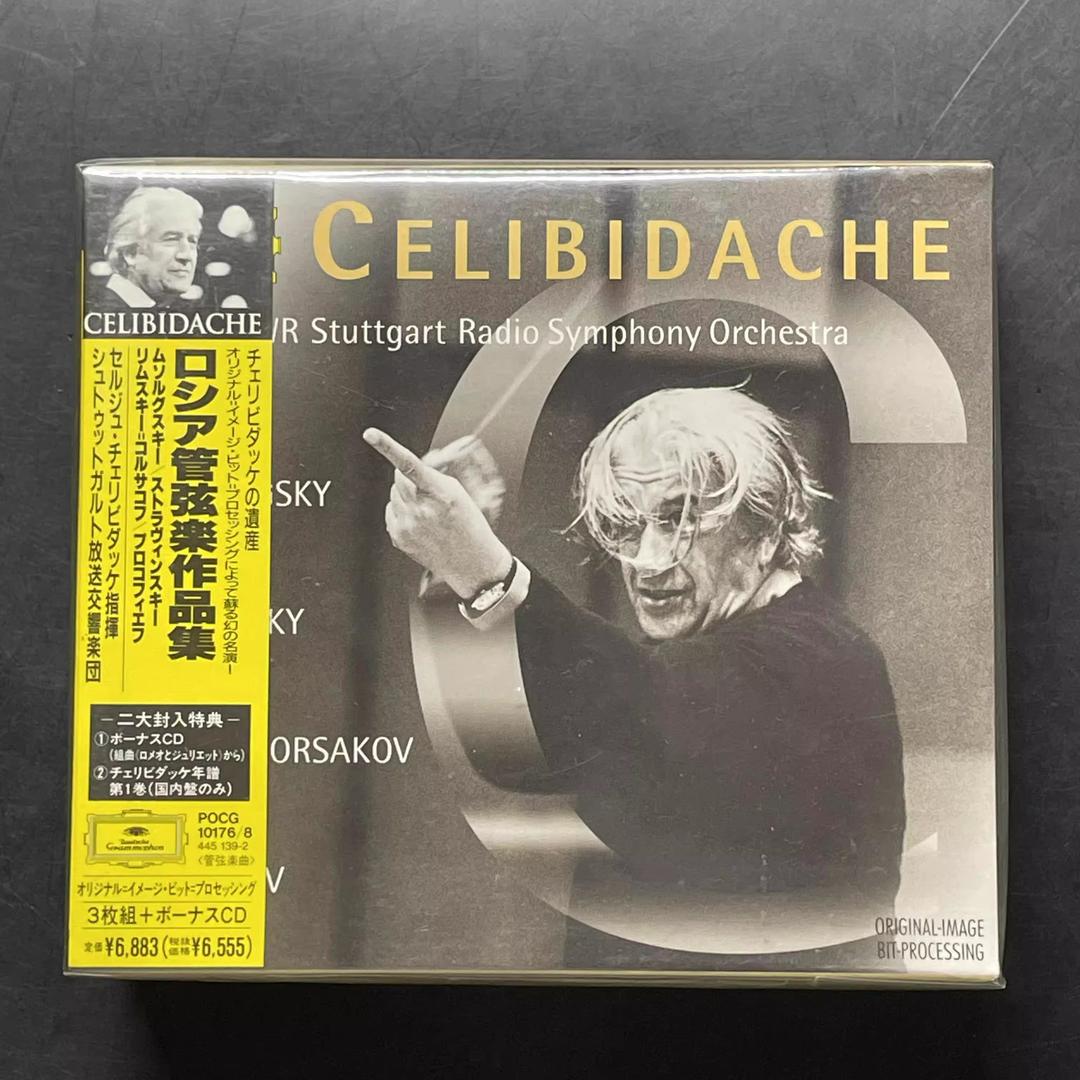 CELIBIDACHE
Stuttgart Radio Symphony Orchestra
SKY
KY
ORSAKOV
V
ORIGINAL-IMAGE
BIT-PROCESSING
CELIBIDACHE
チェリビダッケの遺産
オリジナル=イメージ・ビット=プロセッシングによって蘇る幻の名演!
ロシア管弦楽作品集
ムソルグスキー/ストラヴィンスキー
リムスキー=コルサコフ/プロコフィエフ
セルジュ・チェリビダッケ指揮
シュトゥットガルト放送交響楽団
－二大封入特典－
①ボーナスCD
(組曲《ロメオとジュリエット》から)
②チェリビダッケ年譜
第1巻(国内盤のみ)
Deutsche
Grammophon
POCG
10176/8
445 139-2
〈管弦楽曲〉
オリジナル=イメージ・ビット=プロセッシング
3枚組+ボーナスCD
定価¥6,883(税抜価格¥6,555)